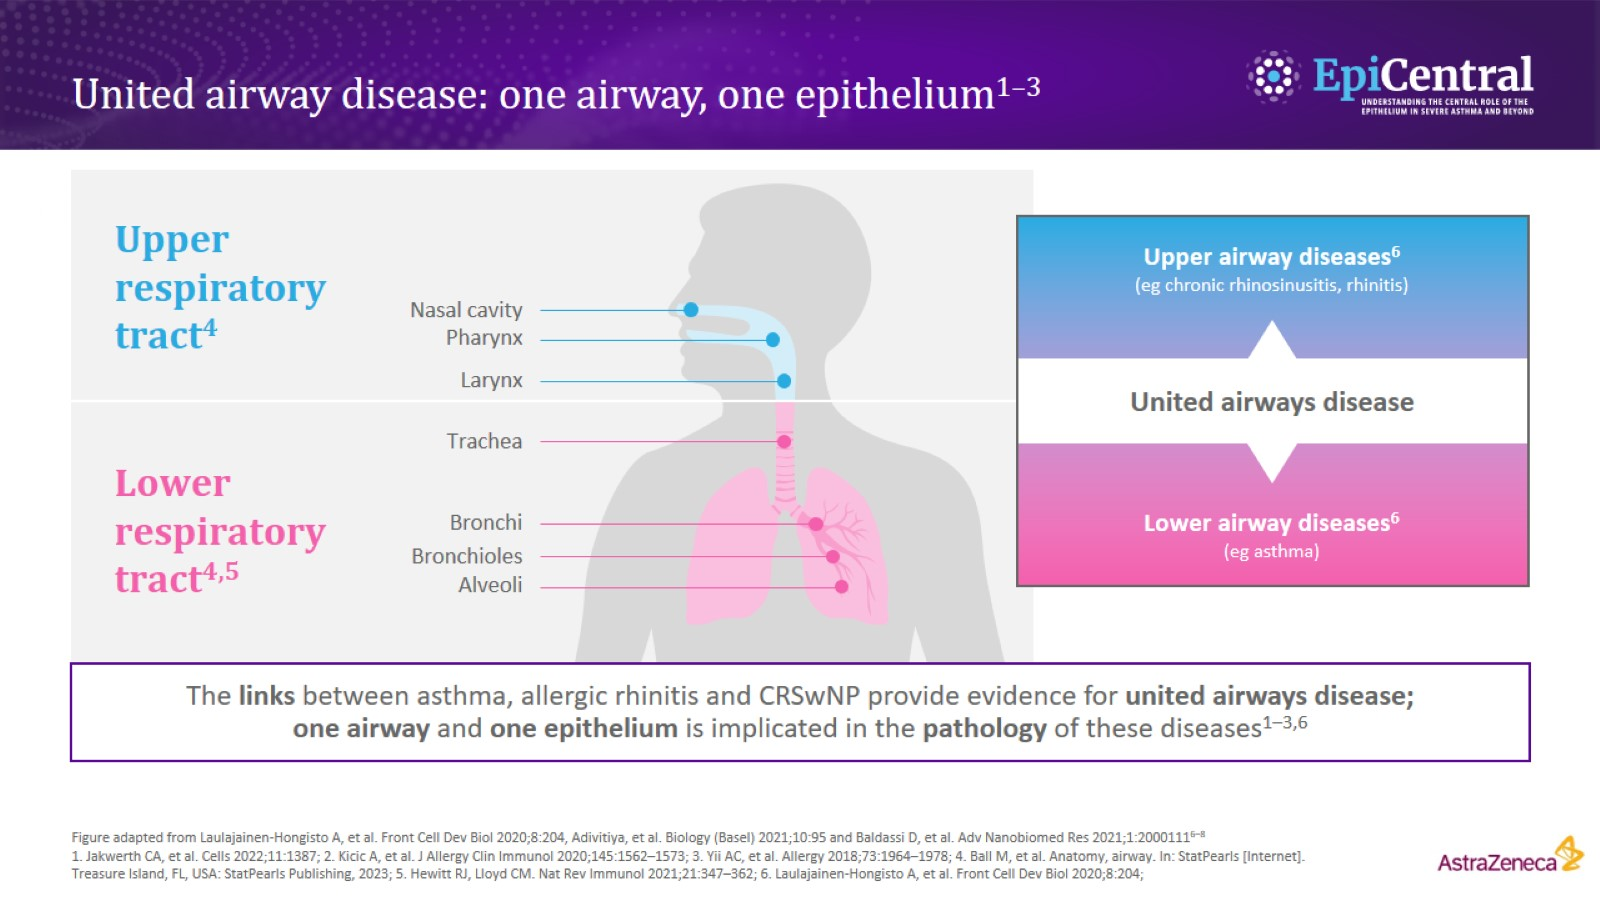 United airway disease: one airway, one epithelium1–3
EpiCentral
UNDERSTANDING THE CENTRAL ROLE OF THE
EPITHELIUM IN SEVERE ASTHMA AND BEYOND
Upper
respiratory
tract4
Nasal cavity
Pharynx
Larynx
Lower
respiratory
tract4,5
Trachea
Bronchi
Bronchioles
Alveoli
Upper airway diseases6
(eg chronic rhinosinusitis, rhinitis)
United airways disease
Lower airway diseases6
(eg asthma)
The links between asthma, allergic rhinitis and CRSwNP provide evidence for united airways disease;
one airway and one epithelium is implicated in the pathology of these diseases1–3,6
Figure adapted from Laulajainen-Hongisto A, et al. Front Cell Dev Biol 2020;8:204, Adivitiya, et al. Biology (Basel) 2021;10:95 and Baldassi D, et al. Adv Nanobiomed Res 2021;1:20001116–8
1. Jakwerth CA, et al. Cells 2022;11:1387; 2. Kicic A, et al. J Allergy Clin Immunol 2020;145:1562–1573; 3. Yii AC, et al. Allergy 2018;73:1964–1978; 4. Ball M, et al. Anatomy, airway. In: StatPearls [Internet].
Treasure Island, FL, USA: StatPearls Publishing, 2023; 5. Hewitt RJ, Lloyd CM. Nat Rev Immunol 2021;21:347–362; 6. Laulajainen-Hongisto A, et al. Front Cell Dev Biol 2020;8:204;
AstraZeneca